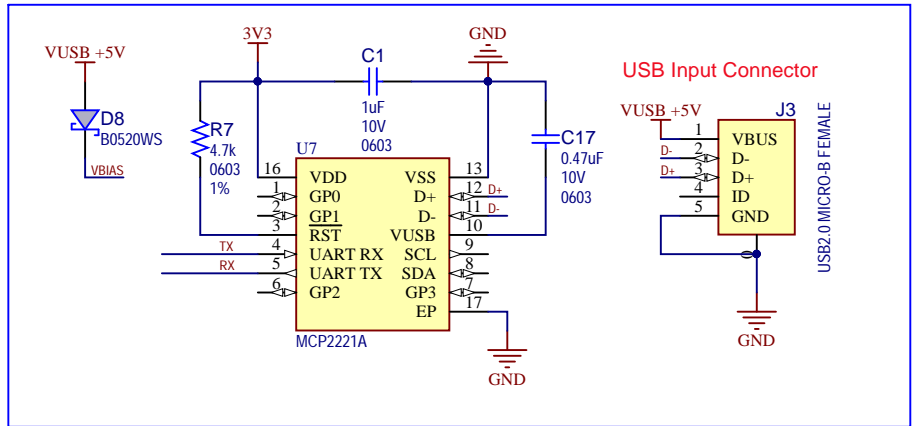 VUSB +5V
D8
B0520WS
VBIAS
3V3
C1
1uF
10V
0603
GND
R7
4.7k
0603
1%
C17
0.47uF
10V
0603
U7
16 VDD VSS 13
1 GP0 D+ 12 D+
2 GP1 D- 11 D-
3 RST VUSB 10
TX 4 UART RX SCL 9
RX 5 UART TX SDA 8
6 GP2 GP3 7
EP 17
MCP2221A
GND
USB Input Connector
VUSB +5V
J3
1 VBUS
D- 2 D-
D+ 3 D+
4 ID
5 GND
USB2.0 MICRO-B FEMALE
GND